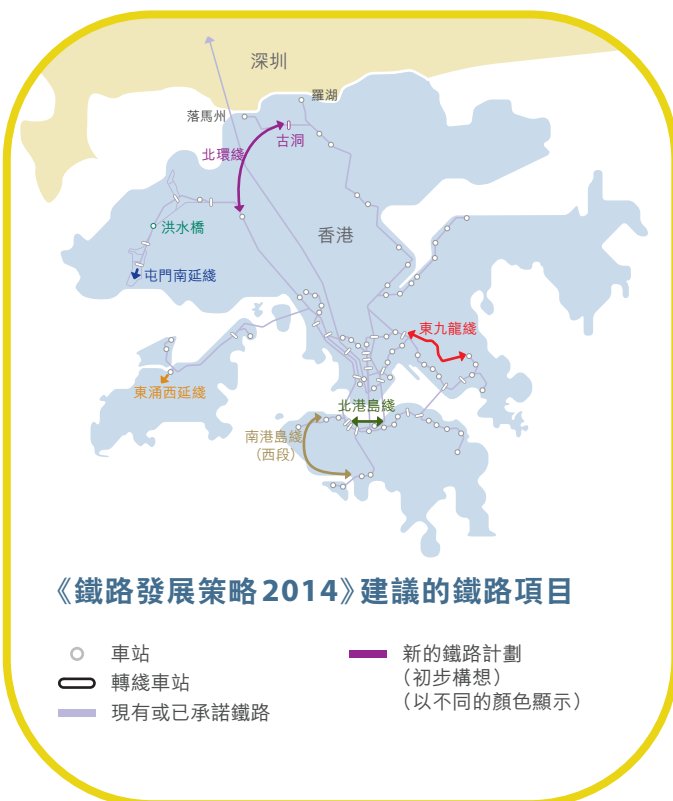 深圳
羅湖
落馬州
北環綫
古洞
洪水橋
香港
屯門南延綫
東九龍綫
東涌西延綫
北港島綫
南港島綫
（西段）
《鐵路發展策略2014》建議的鐵路項目
車站
轉綫車站
現有或已承諾鐵路
新的鐵路計劃
（初步構想）
（以不同的顏色顯示）